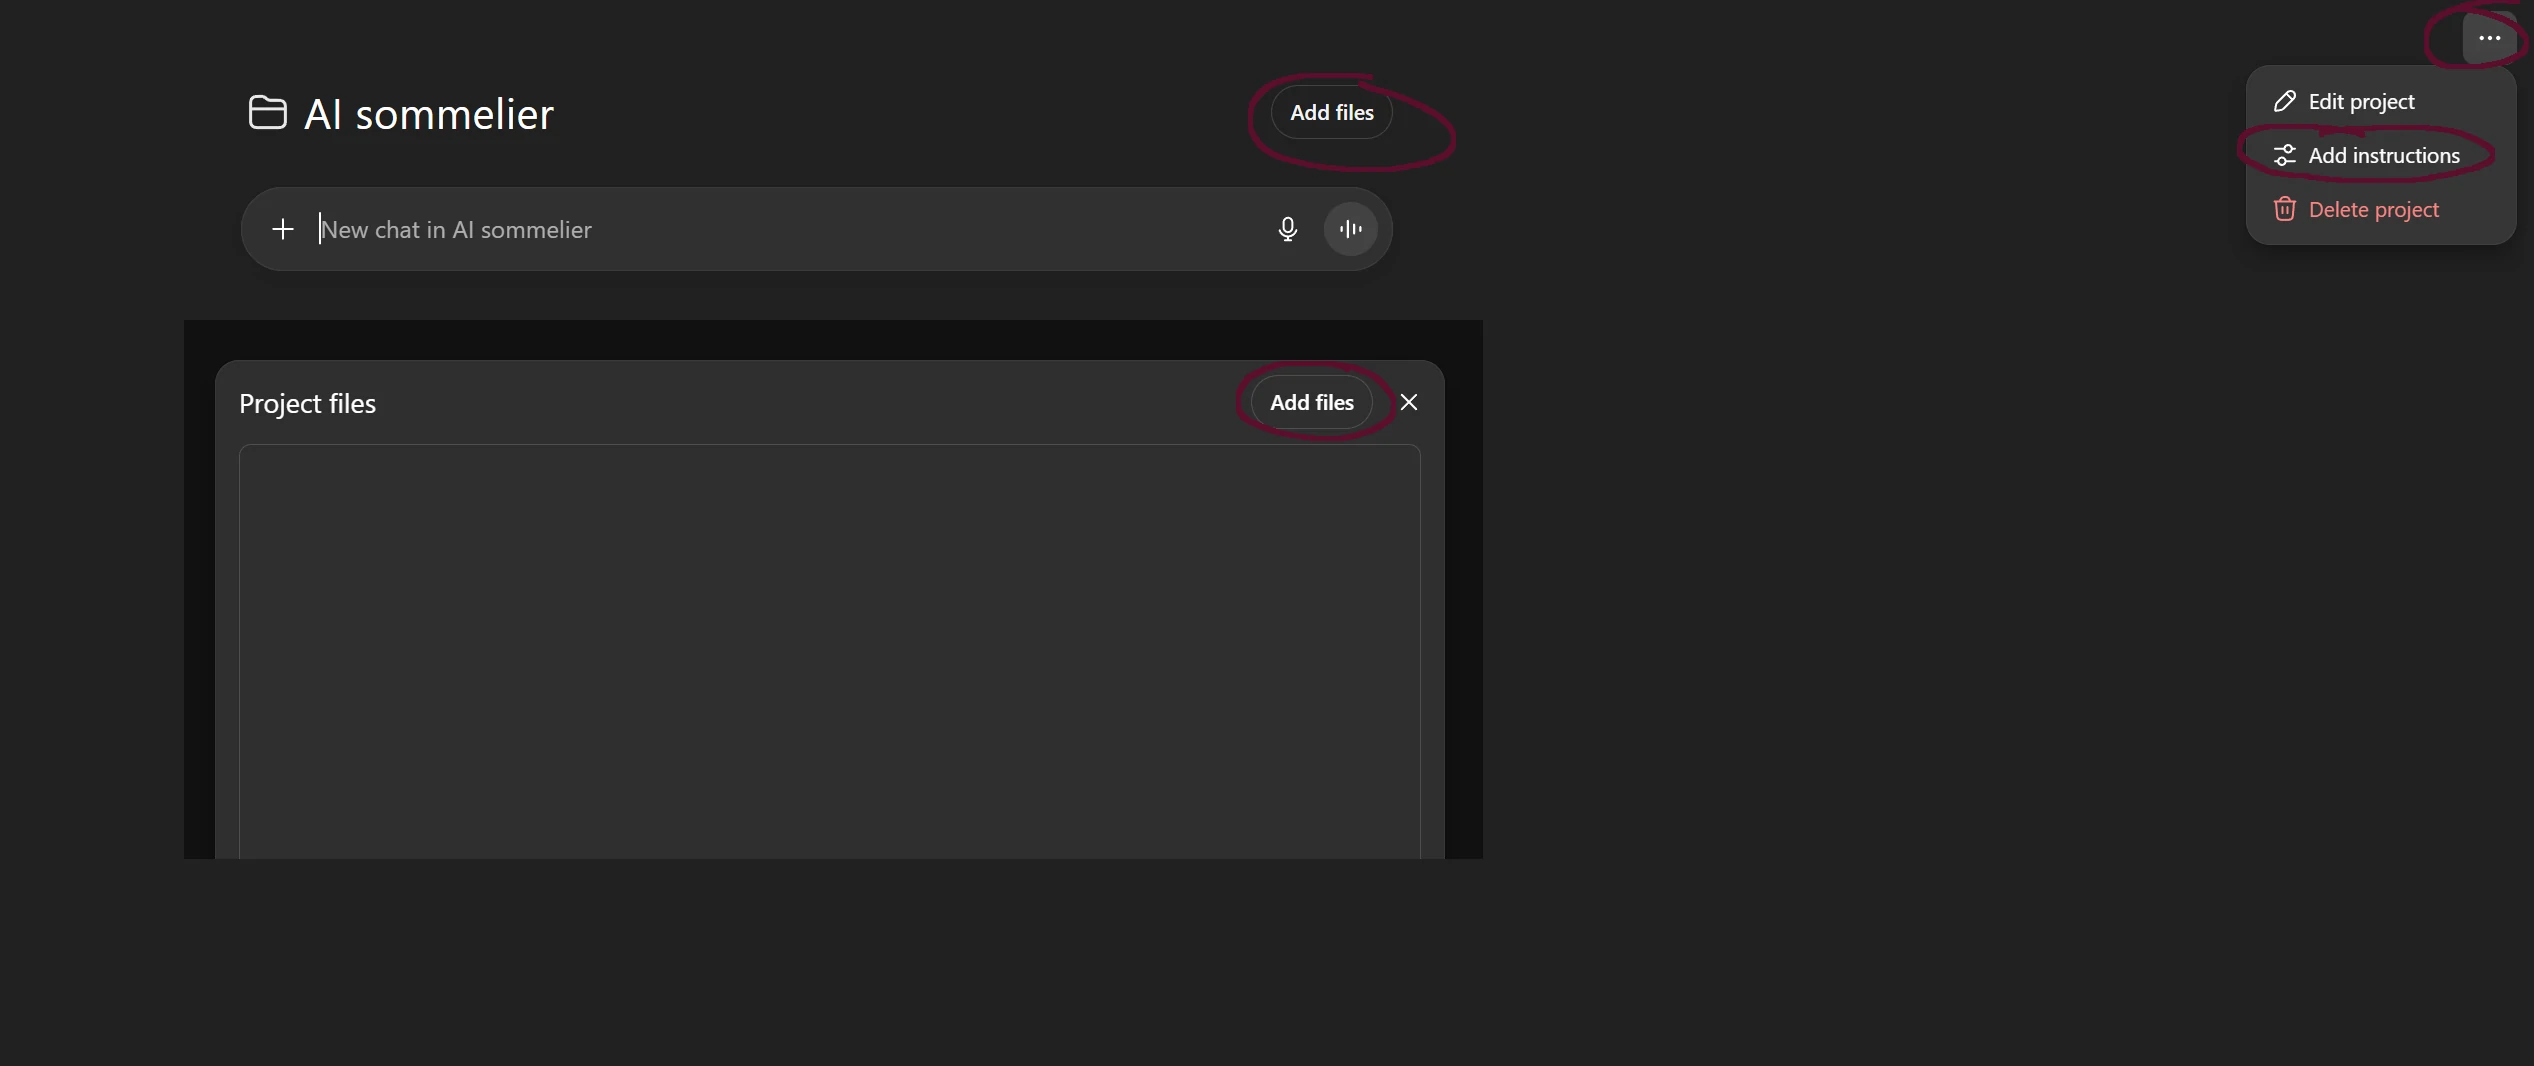 AI sommelier
Add files
New chat in AI sommelier
Edit project
Add instructions
Delete project
Project files
Add files